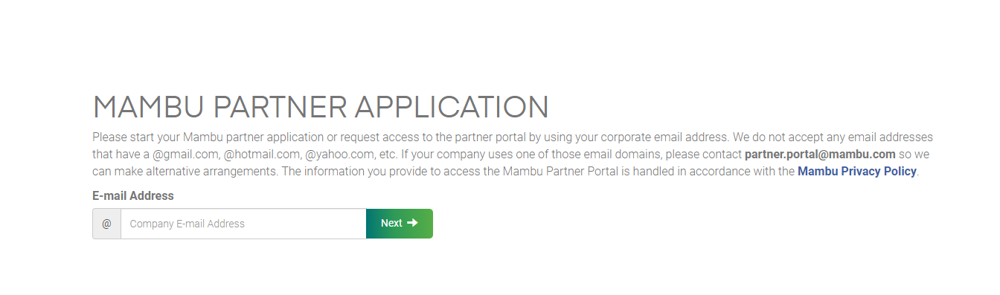 MAMBU PARTNER APPLICATION
Please start your Mambu partner application or request access to the partner portal by using your corporate email address. We do not accept any email addresses
that have a @gmail.com, @hotmail.com, @yahoo.com, etc. If your company uses one of those email domains, please contact partner.portal@mambu.com so we
can make alternative arrangements. The information you provide to access the Mambu Partner Portal is handled in accordance with the Mambu Privacy Policy.
E-mail Address
@ Company E-mail Address Next